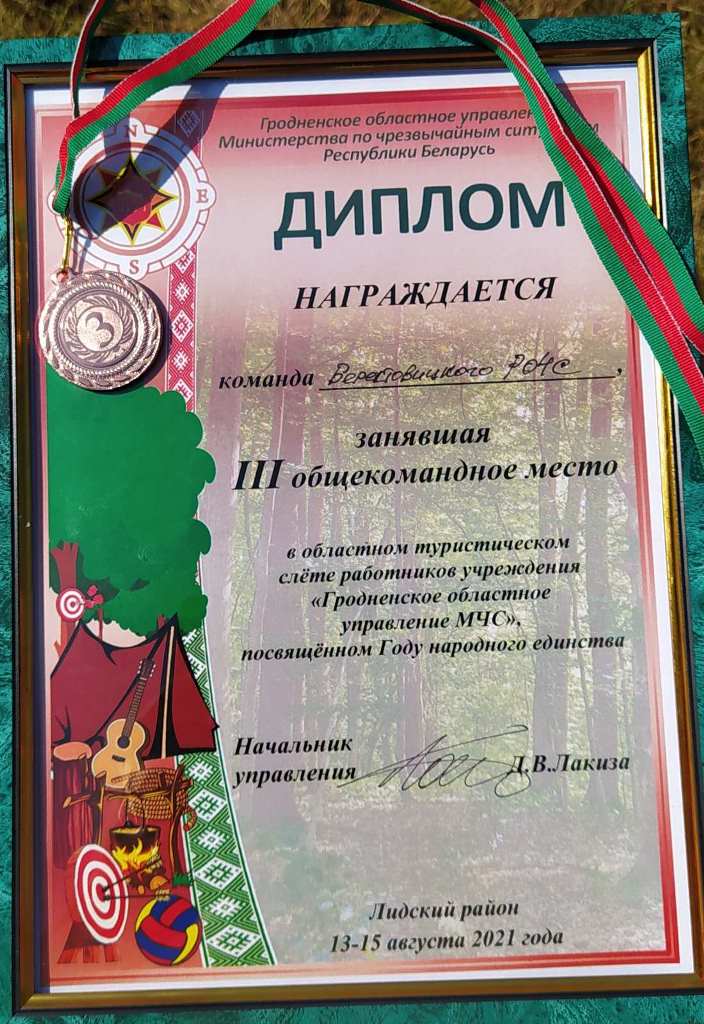 Гродненское областное управлен
Министерства по чрезвычайным сит м
Республики Беларусь
N
E
S
ДИПЛОМ
НАГРАЖДАЕТСЯ
3
команда Берестовицкого РОЧС,
занявшая
III общекомандное место
в областном туристическом
слёте работников учреждения
«Гродненское областное
управление МЧС»,
посвящённом Году народного единства
Начальник
управления Д.В.Лакиза
Лидский район
13-15 августа 2021 года